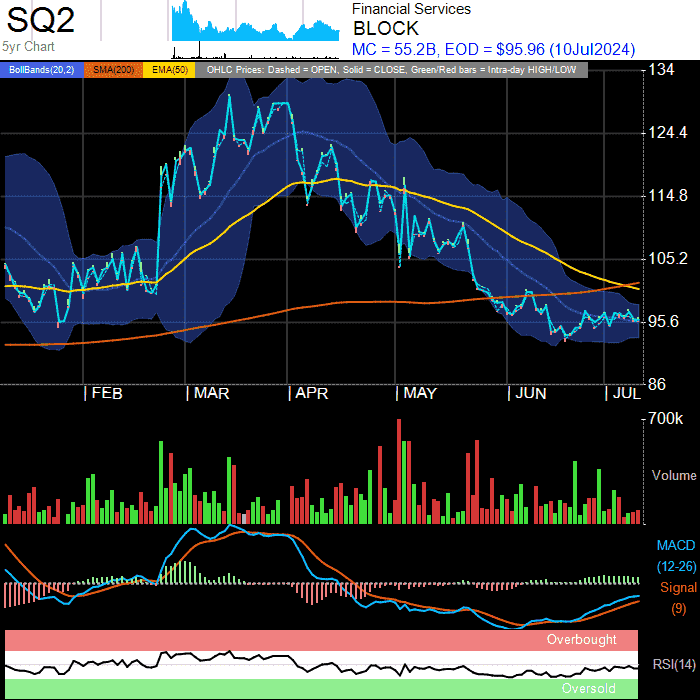 SQ2
5yr Chart
Financial Services
BLOCK
MC = 55.2B, EOD = $95.96 (10Jul2024)
BollBands(20,2) SMA(200) EMA(50) OHLC Prices: Dashed = OPEN, Solid = CLOSE, Green/Red bars = Intra-day HIGH/LOW
134
124.4
114.8
105.2
95.6
86
FEB MAR APR MAY JUN JUL
700k
Volume
MACD
(12-26)
Signal
(9)
Overbought
RSI(14)
Oversold